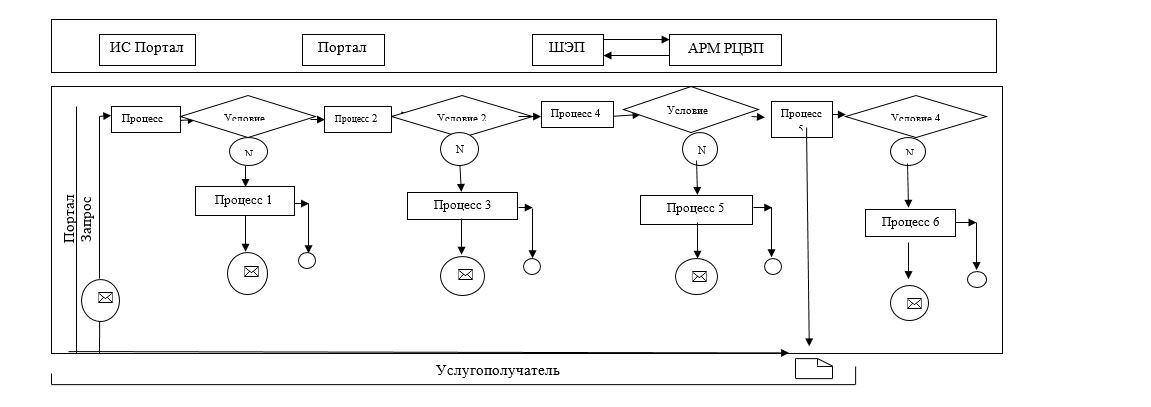 ИС Портал
Портал
ШЭП
АРМ РЦВП
Процесс
Условие
Процесс 2
Условие 2
Процесс 4
Условие
Процесс
5
Условие 4
N
N
N
N
Процесс 1
Процесс 3
Процесс 5
Процесс 6
Портал
Запрос
Услугополучатель